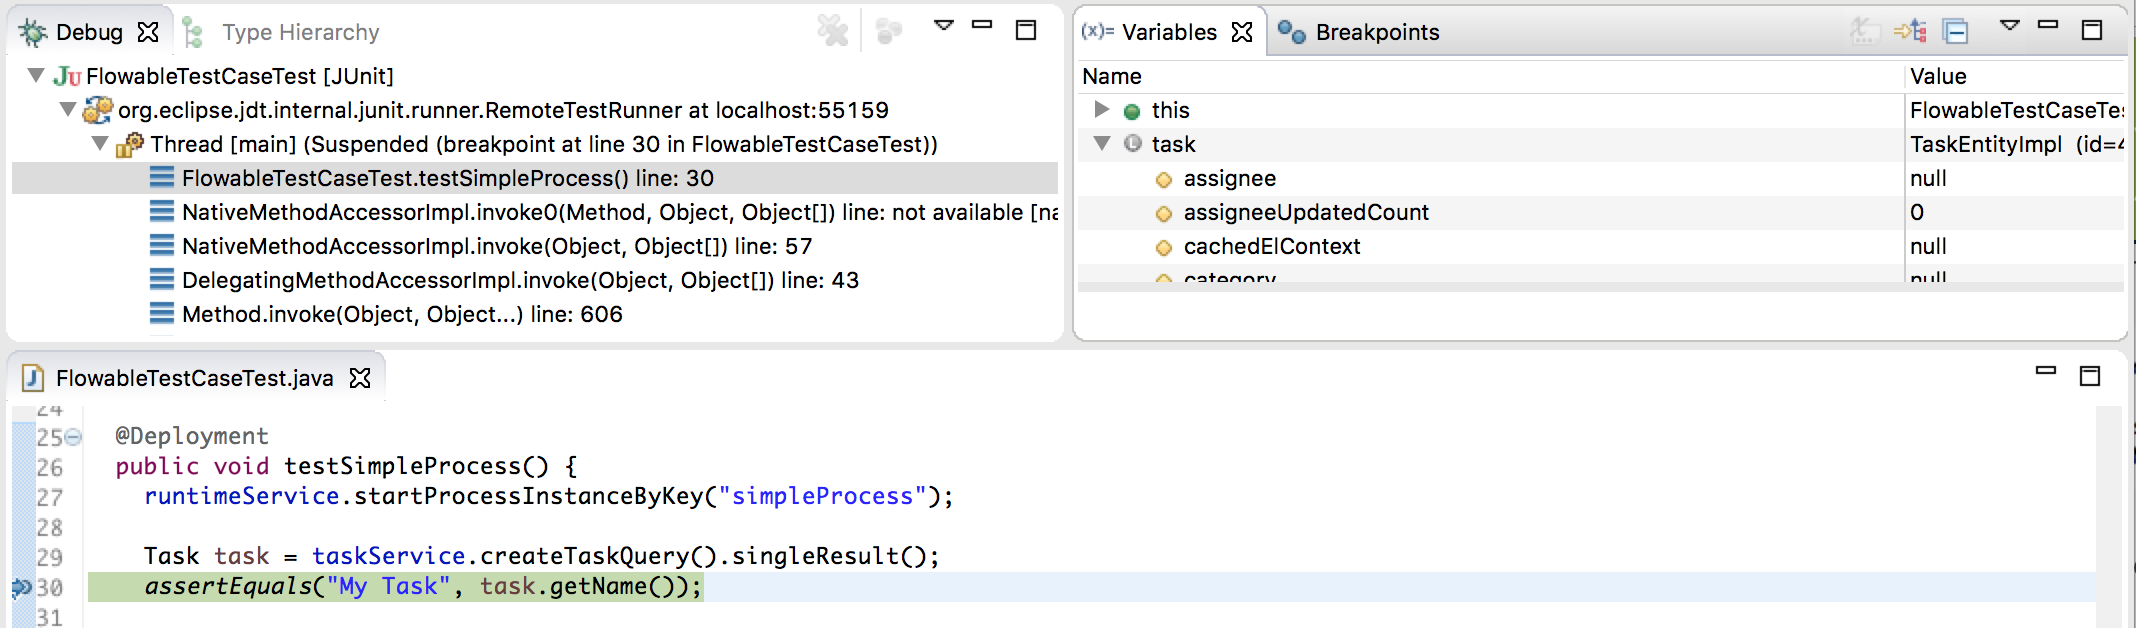 Debug Type Hierarchy
FlowableTestCaseTest [JUnit]
org.eclipse.jdt.internal.junit.runner.RemoteTestRunner at localhost:55159
Thread [main] (Suspended (breakpoint at line 30 in FlowableTestCaseTest))
FlowableTestCaseTest.testSimpleProcess() line: 30
NativeMethodAccessorImpl.invoke0(Method, Object, Object[]) line: not available [na
NativeMethodAccessorImpl.invoke(Object, Object[]) line: 57
DelegatingMethodAccessorImpl.invoke(Object, Object[]) line: 43
Method.invoke(Object, Object...) line: 606
(x)= Variables Breakpoints
Name Value
this FlowableTestCaseTes
task TaskEntityImpl (id=4
assignee null
assigneeUpdatedCount 0
cachedElContext null
category null
FlowableTestCaseTest.java
24
25 @Deployment
26 public void testSimpleProcess() {
27 runtimeService.startProcessInstanceByKey("simpleProcess");
28
29 Task task = taskService.createTaskQuery().singleResult();
30 assertEquals("My Task", task.getName());
31